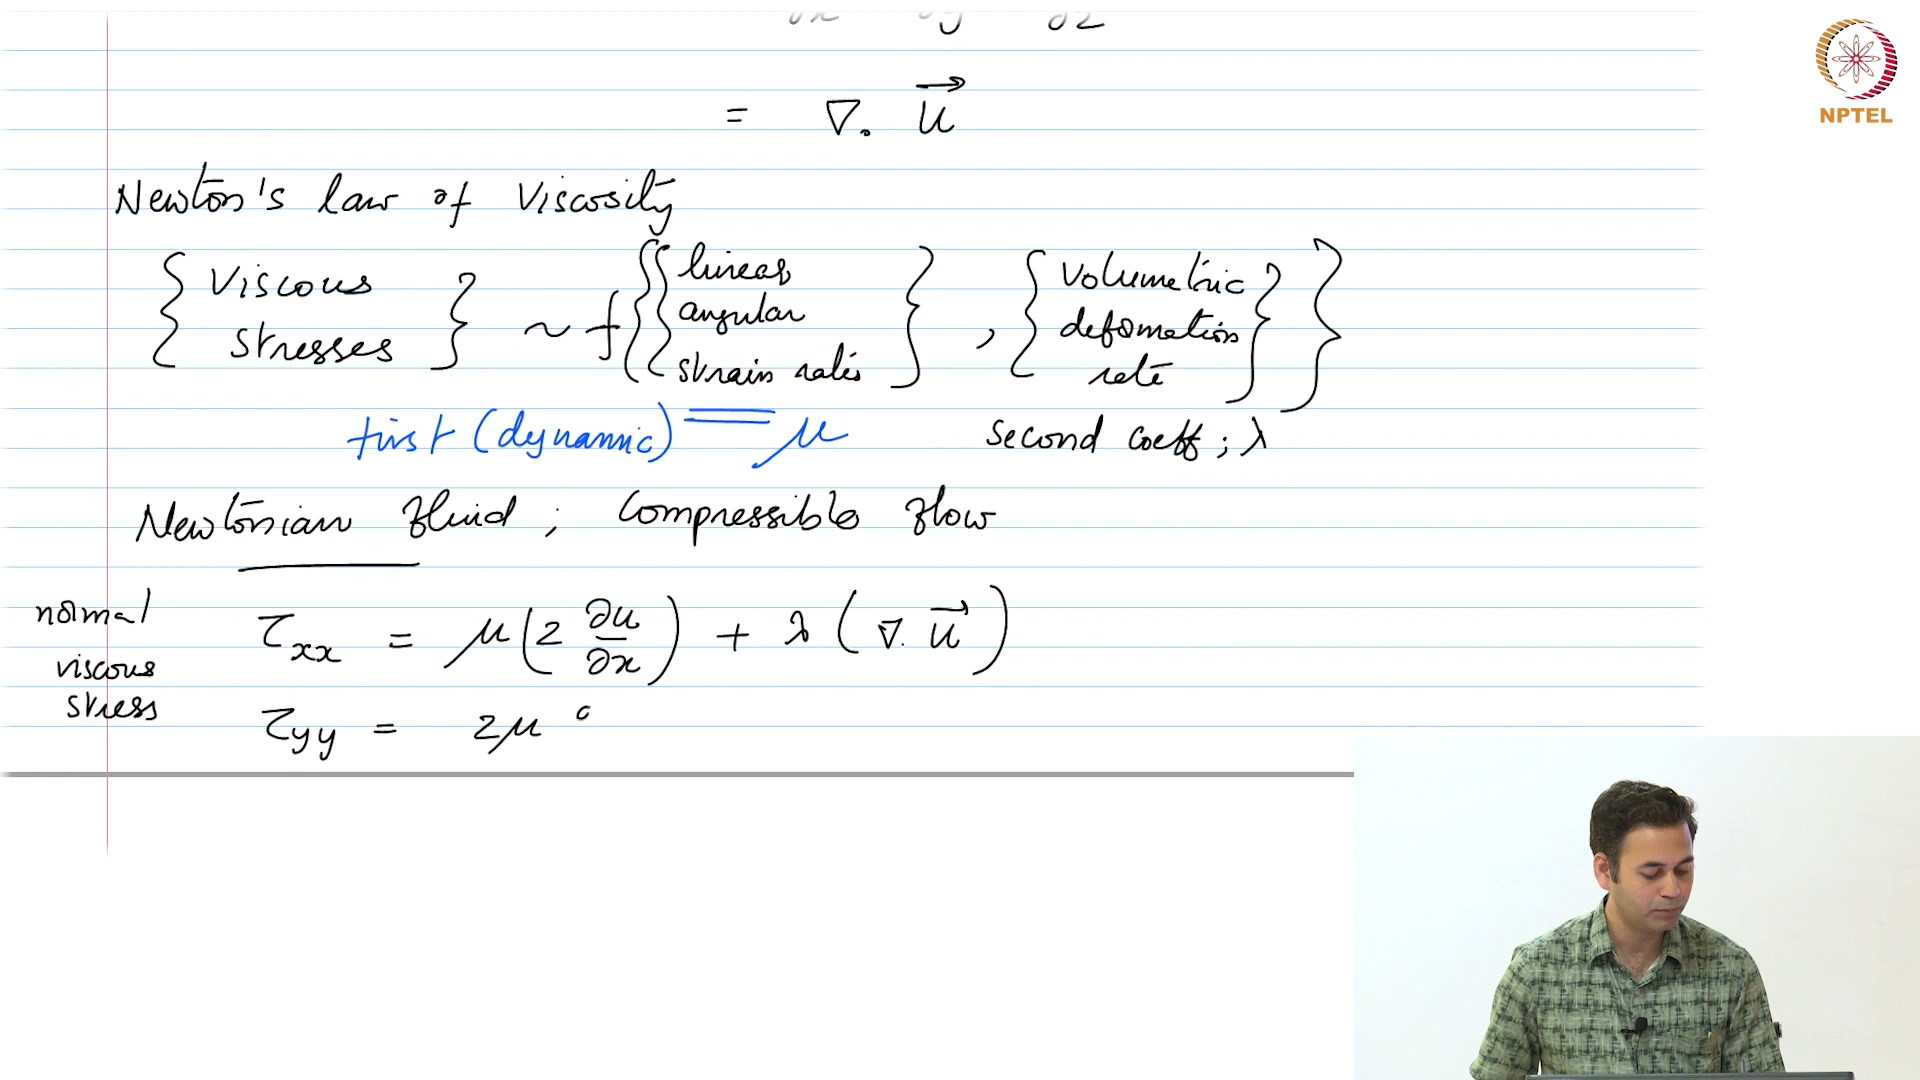 ∂x ∂y ∂z
= ∇. u⃗
Newton's law of Viscosity
{Viscous stresses} ~ f{{linear angular strain rates}, {volumetric deformation rate}}
first (dynamic) μ second coeff; λ
Newtonian fluid; compressible flow
normal viscous stress
τxx = μ(2 ∂u/∂x) + λ(∇. u⃗)
τyy = 2μ
NPTEL